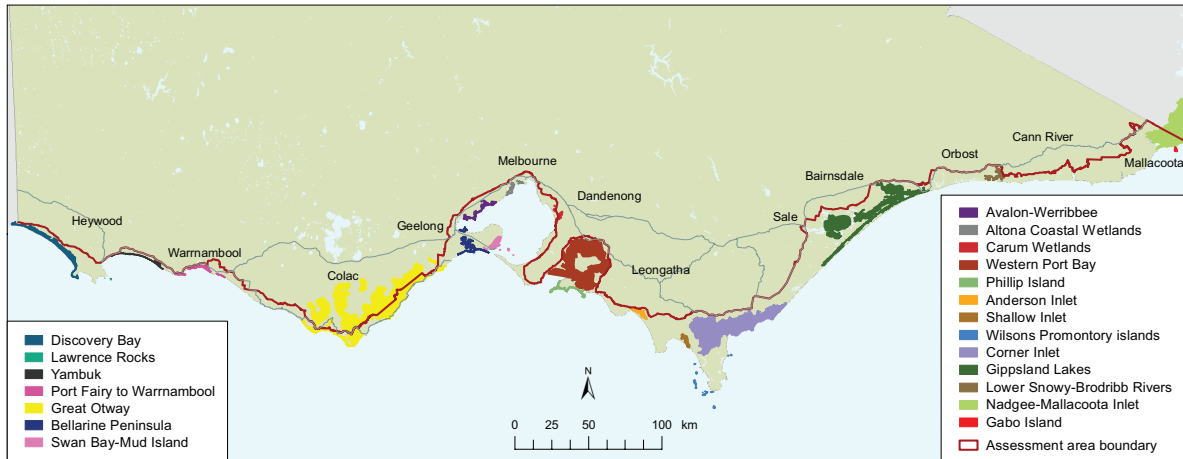 Melbourne
Cann River
Orbost
Mallacoota
Bairnsdale
Dandenong
Sale
Heywood
Geelong
Warrnambool
Leongatha
Colac
Discovery Bay
Lawrence Rocks
Yambuk
Port Fairy to Warrnambool
Great Otway
Bellarine Peninsula
Swan Bay-Mud Island
N
0 25 50 100 km
Avalon-Werribbee
Altona Coastal Wetlands
Carum Wetlands
Western Port Bay
Phillip Island
Anderson Inlet
Shallow Inlet
Wilsons Promontory islands
Corner Inlet
Gippsland Lakes
Lower Snowy-Brodribb Rivers
Nadgee-Mallacoota Inlet
Gabo Island
Assessment area boundary